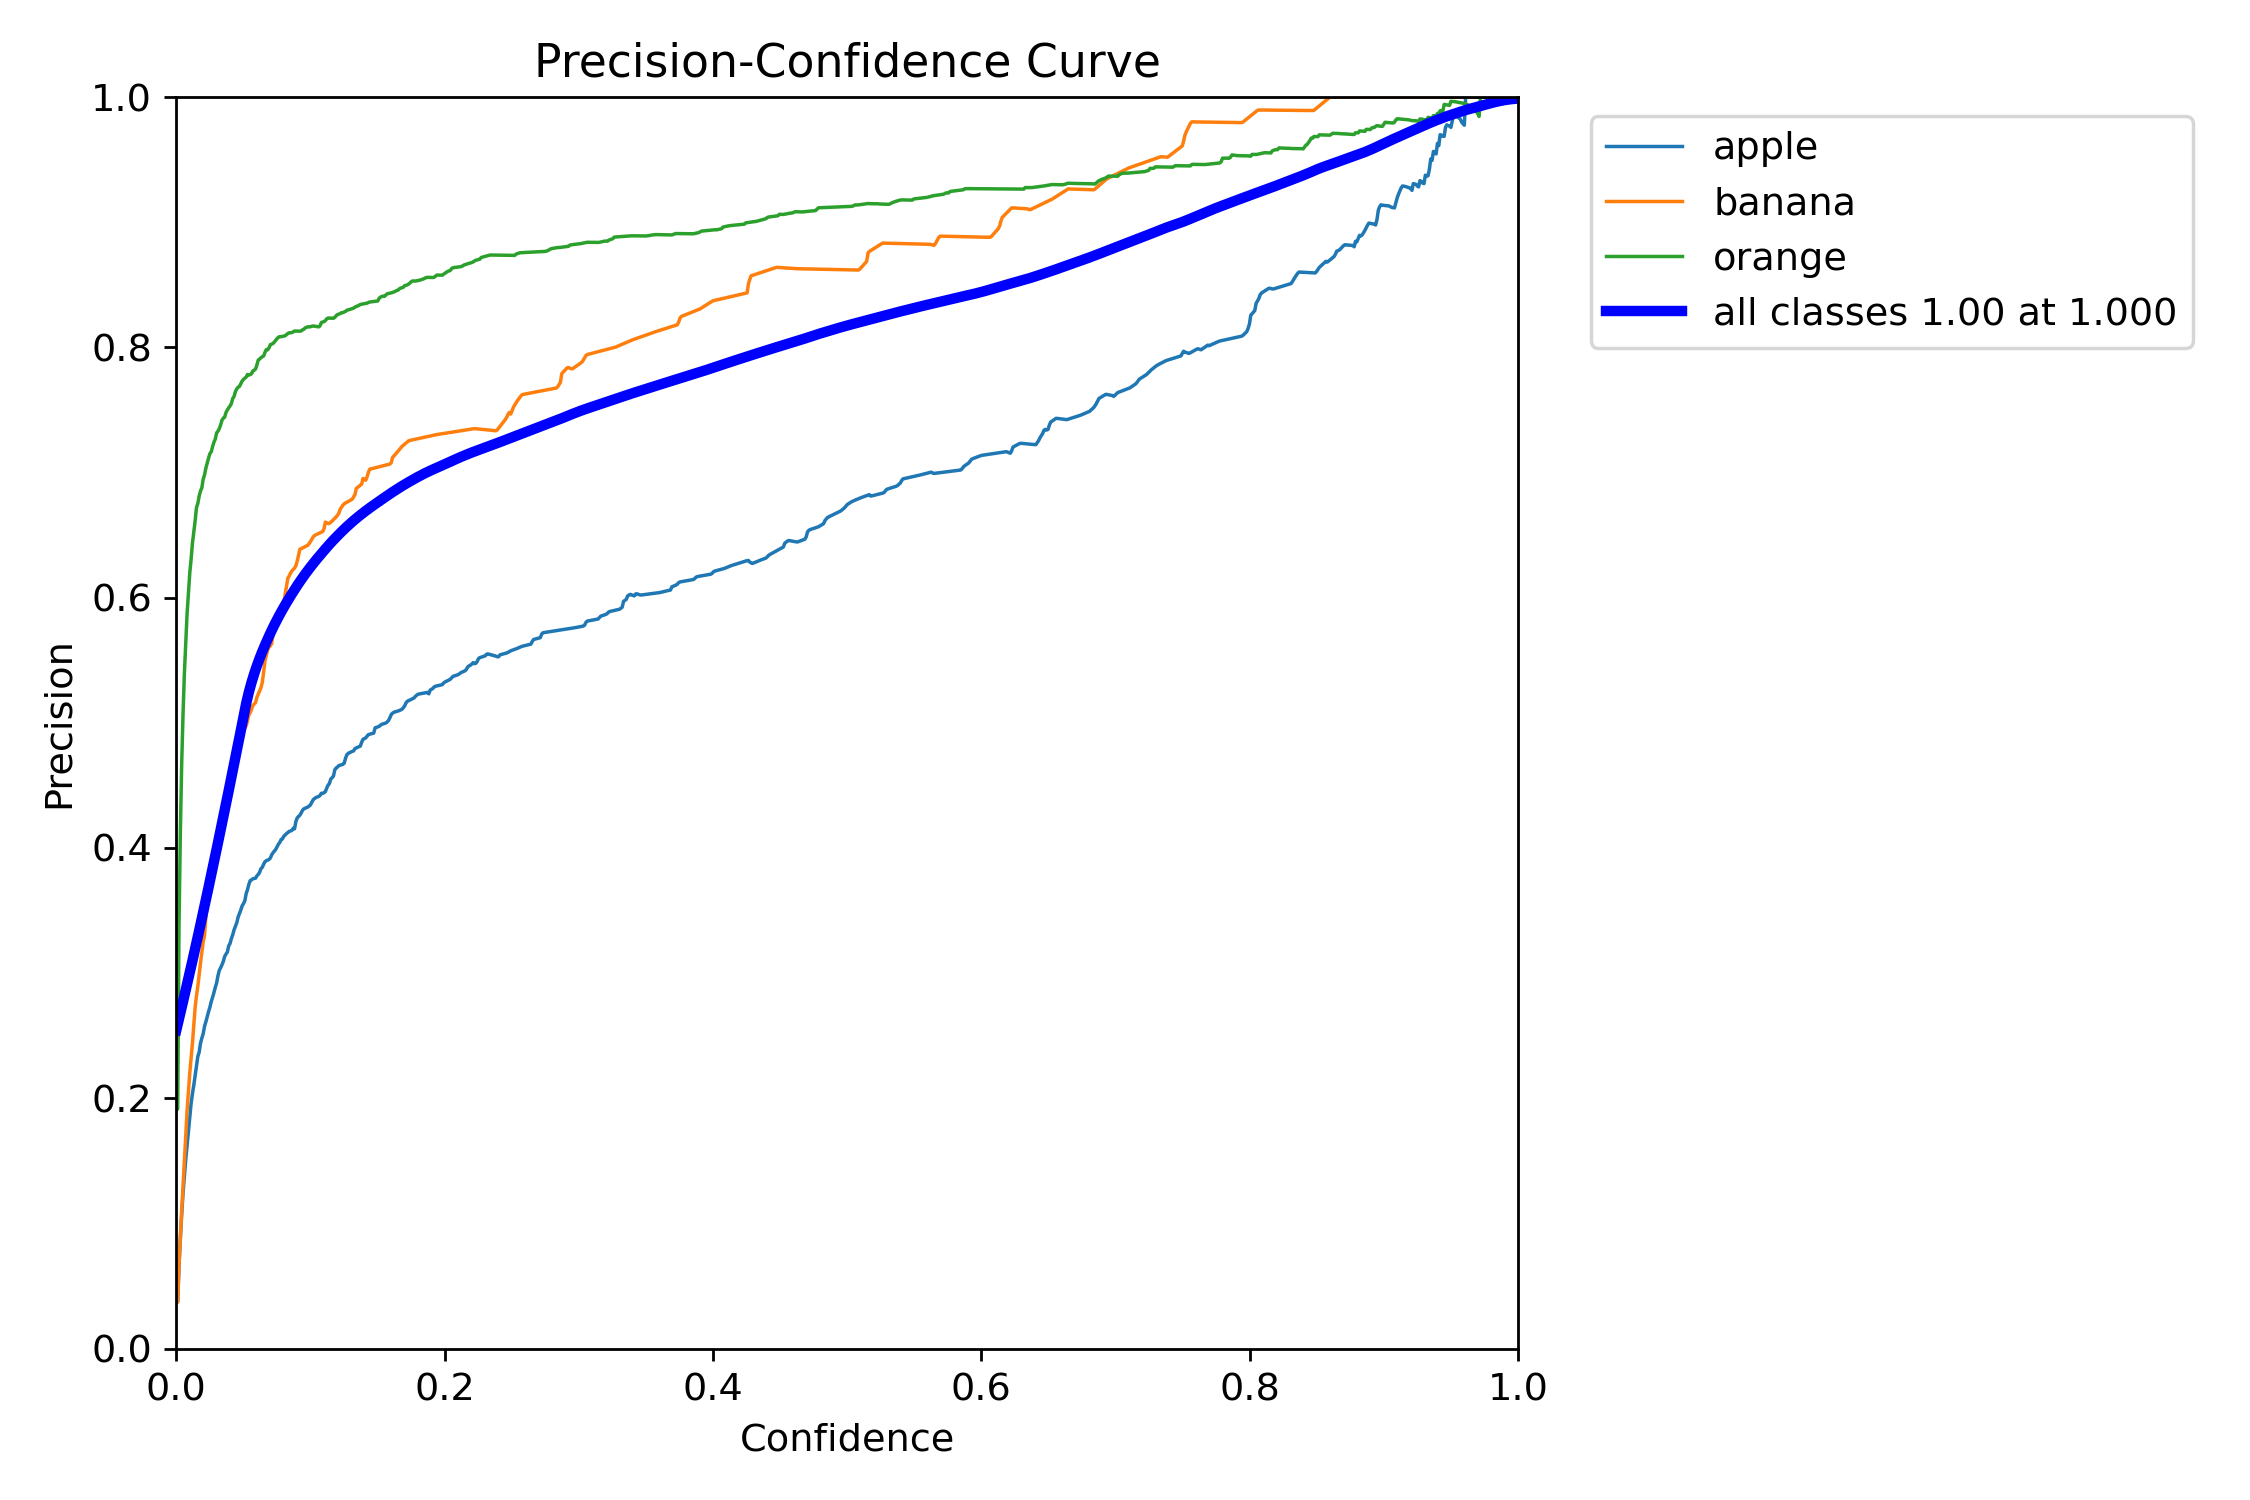 Precision-Confidence Curve
1.0
0.8
0.6
0.4
0.2
0.0
Precision
0.0 0.2 0.4 0.6 0.8 1.0
Confidence
apple
banana
orange
all classes 1.00 at 1.000